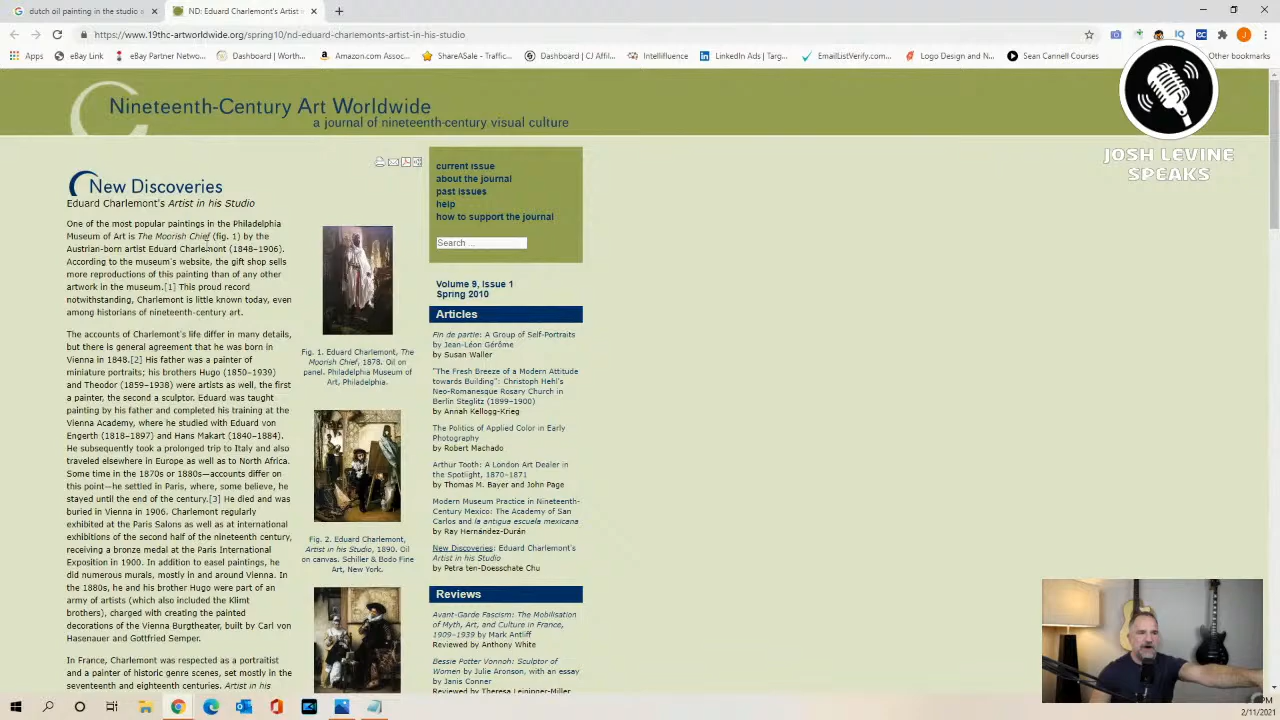 dutch oil painting in the studio o
ND: Eduard Charlemont's Artist
https://www.19thc-artworldwide.org/spring10/nd-eduard-charlemonts-artist-in-his-studio
Apps
eBay Link
eBay Partner Netwo...
Dashboard | Worth...
Amazon.com Assoc...
ShareASale - Traffic...
Dashboard | CJ Affil...
Intellifluence
LinkedIn Ads | Targ...
EmailListVerify.com...
Logo Design and N...
Sean Cannell Courses
Other bookmarks
Nineteenth-Century Art Worldwide
a journal of nineteenth-century visual culture
JOSH LEVINE
SPEAKS
New Discoveries
Eduard Charlemont's Artist in his Studio
One of the most popular paintings in the Philadelphia
Museum of Art is The Moorish Chief (fig. 1) by the
Austrian-born artist Eduard Charlemont (1848–1906).
According to the museum's website, the gift shop sells
more reproductions of this painting than of any other
artwork in the museum.[1] This proud record
notwithstanding, Charlemont is little known today, even
among historians of nineteenth-century art.
The accounts of Charlemont's life differ in many details,
but there is general agreement that he was born in
Vienna in 1848.[2] His father was a painter of
miniature portraits; his brothers Hugo (1850–1939)
and Theodor (1859–1938) were artists as well, the first
a painter, the second a sculptor. Eduard was taught
painting by his father and completed his training at the
Vienna Academy, where he studied with Eduard von
Engerth (1818–1897) and Hans Makart (1840–1884).
He subsequently took a prolonged trip to Italy and also
traveled elsewhere in Europe as well as to North Africa.
Some time in the 1870s or 1880s—accounts differ on
this point—he settled in Paris, where, some believe, he
stayed until the end of the century.[3] He died and was
buried in Vienna in 1906. Charlemont regularly
exhibited at the Paris Salons as well as at international
exhibitions of the second half of the nineteenth century,
receiving a bronze medal at the Paris International
Exposition in 1900. In addition to easel paintings, he
did numerous murals, mostly in and around Vienna. In
the 1880s, he and his brother Hugo were part of an
army of artists (which also included the Klimt
brothers), charged with creating the painted
decorations of the Vienna Burgtheater, built by Carl von
Hasenauer and Gottfried Semper.
In France, Charlemont was respected as a portraitist
and a painter of historic genre scenes, set mostly in the
seventeenth and eighteenth centuries. Artist in his
Fig. 1. Eduard Charlemont, The
Moorish Chief, 1878. Oil on
panel. Philadelphia Museum of
Art, Philadelphia.
Fig. 2. Eduard Charlemont,
Artist in his Studio, 1890. Oil
on canvas. Schiller & Bodo Fine
Art, New York.
current issue
about the journal
past issues
help
how to support the journal
Search ...
Volume 9, Issue 1
Spring 2010
Articles
Fin de partie: A Group of Self-Portraits
by Jean-Léon Gérôme
by Susan Waller
"The Fresh Breeze of a Modern Attitude
towards Building": Christoph Hehl's
Neo-Romanesque Rosary Church in
Berlin Steglitz (1899–1900)
by Annah Kellogg-Krieg
The Politics of Applied Color in Early
Photography
by Robert Machado
Arthur Tooth: A London Art Dealer in
the Spotlight, 1870–1871
by Thomas M. Bayer and John Page
Modern Museum Practice in Nineteenth-
Century Mexico: The Academy of San
Carlos and la antigua escuela mexicana
by Ray Hernández-Durán
New Discoveries: Eduard Charlemont's
Artist in his Studio
by Petra ten-Doesschate Chu
Reviews
Avant-Garde Fascism: The Mobilisation
of Myth, Art, and Culture in France,
1909–1939 by Mark Antliff
Reviewed by Anthony White
Bessie Potter Vonnoh: Sculptor of
Women by Julie Aronson, with an essay
by Janis Conner
Reviewed by Theresa Leininger-Miller
PM
2/11/2021